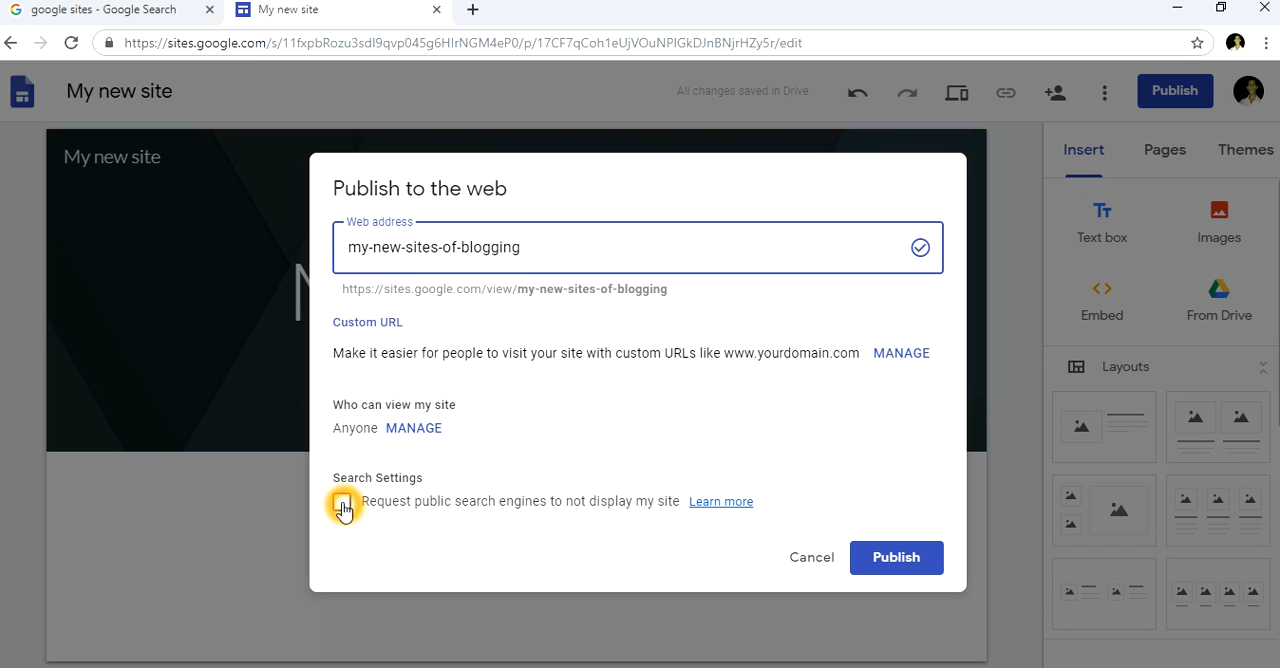 google sites - Google Search
My new site
https://sites.google.com/s/11fxpbRozu3sdI9qvp045g6HIrNGM4eP0/p/17CF7qCoh1eUjVOuNPIGkDJnBNjrHZy5r/edit
My new site
All changes saved in Drive
Publish
My new site
Insert
Pages
Themes
Text box
Images
Embed
From Drive
Layouts
Publish to the web
Web address
my-new-sites-of-blogging
https://sites.google.com/view/my-new-sites-of-blogging
Custom URL
Make it easier for people to visit your site with custom URLs like www.yourdomain.com MANAGE
Who can view my site
Anyone MANAGE
Search Settings
Request public search engines to not display my site Learn more
Cancel
Publish